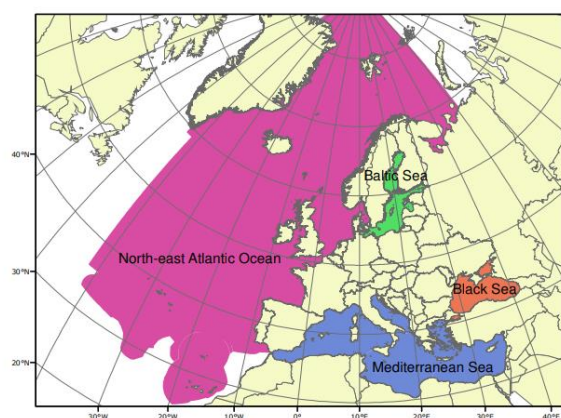 Baltic Sea
North-east Atlantic Ocean
Black Sea
Mediterranean Sea
40°N
30°N
20°N
30°W
20°W
10°W
0°
10°E
20°E
30°E
40°E